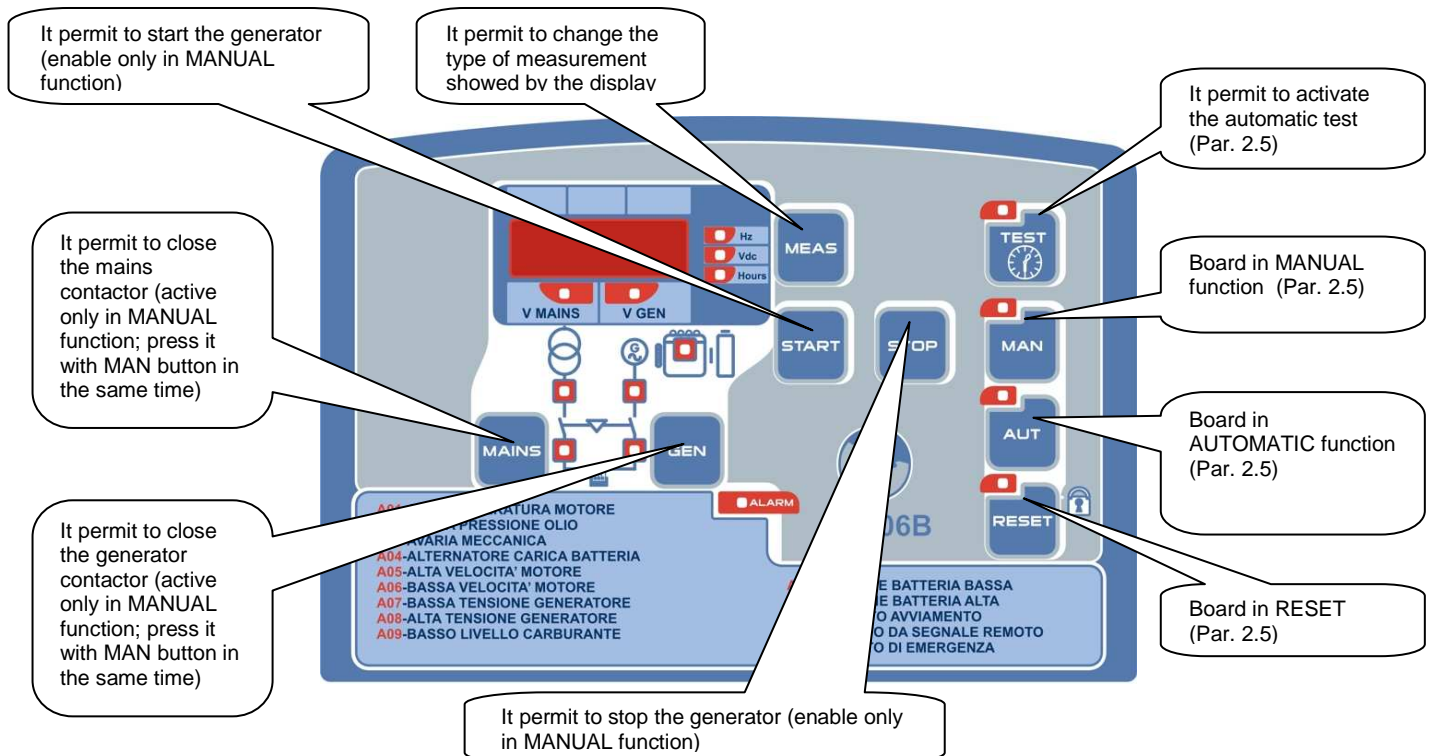 It permit to start the generator
(enable only in MANUAL
function)
It permit to change the
type of measurement
showed by the display
It permit to activate
the automatic test
(Par. 2.5)
It permit to close
the mains
contactor (active
only in MANUAL
function; press it
with MAN button in
the same time)
Board in MANUAL
function (Par. 2.5)
Board in
AUTOMATIC function
(Par. 2.5)
Board in RESET
(Par. 2.5)
It permit to close
the generator
contactor (active
only in MANUAL
function; press it
with MAN button in
the same time)
It permit to stop the generator (enable only
in MANUAL function)
Hz
Vdc
Hours
V MAINS V GEN
G
MEAS
TEST
START
STOP
MAN
MAINS
GEN
AUT
RESET
ALARM
06B
MOTORE
PRESSIONE OLIO
AVARIA MECCANICA
A04-ALTERNATORE CARICA BATTERIA
A05-ALTA VELOCITA' MOTORE
A06-BASSA VELOCITA' MOTORE
A07-BASSA TENSIONE GENERATORE
A08-ALTA TENSIONE GENERATORE
A09-BASSO LIVELLO CARBURANTE
BATTERIA BASSA
BATTERIA ALTA
AVVIAMENTO
DA SEGNALE REMOTO
DI EMERGENZA